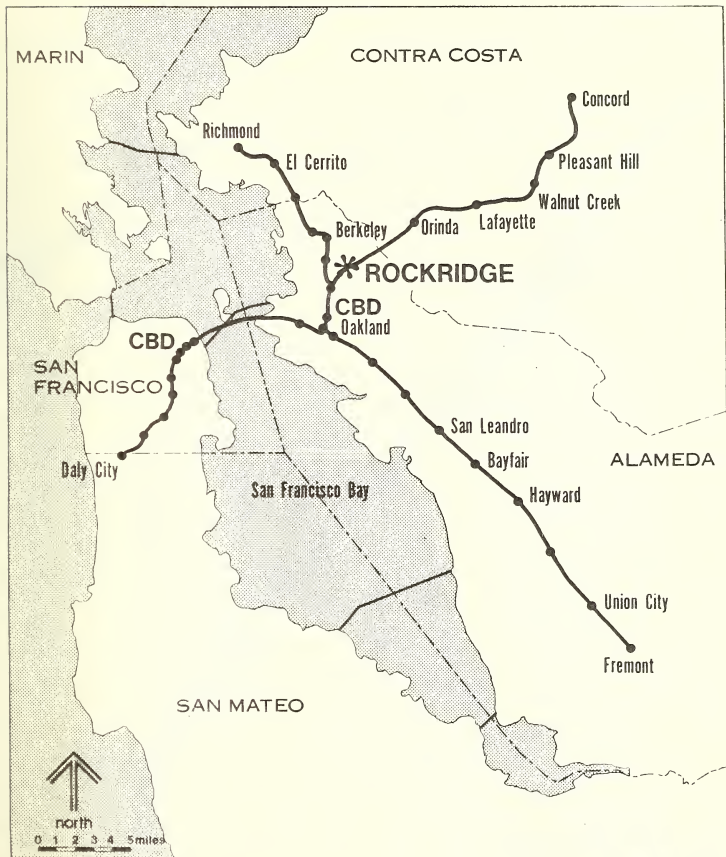 MARIN
CONTRA COSTA
Concord
Richmond
El Cerrito
Pleasant Hill
Walnut Creek
Lafayette
Orinda
Berkeley
ROCKRIDGE
CBD
Oakland
CBD
SAN
FRANCISCO
San Leandro
Daly City
Bayfair
ALAMEDA
San Francisco Bay
Hayward
Union City
Fremont
SAN MATEO
north
0 1 2 3 4 5miles